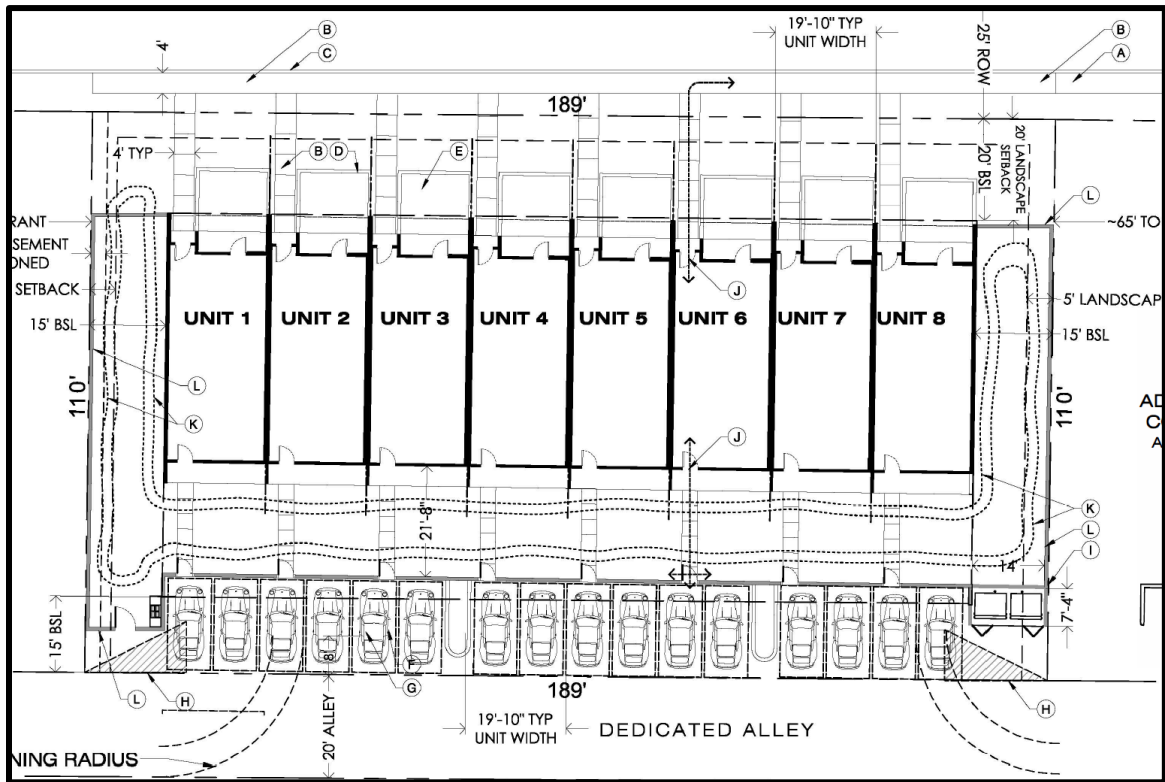 B
C
4'
19'-10" TYP
UNIT WIDTH
25' ROW
B
A
189'
4' TYP
B
D
E
20' BSL
20' LANDSCAPE
SETBACK
L
RANT
~65' TO
SEMENT
ONED
SETBACK
J
5' LANDSCAP
15' BSL
UNIT 1
UNIT 2
UNIT 3
UNIT 4
UNIT 5
UNIT 6
UNIT 7
UNIT 8
15' BSL
L
110'
K
110'
AD
C
A
J
21'-8"
K
L
I
14'
15' BSL
7'-4"
18'
F
G
L
H
189'
H
20' ALLEY
19'-10" TYP
UNIT WIDTH
DEDICATED ALLEY
NING RADIUS